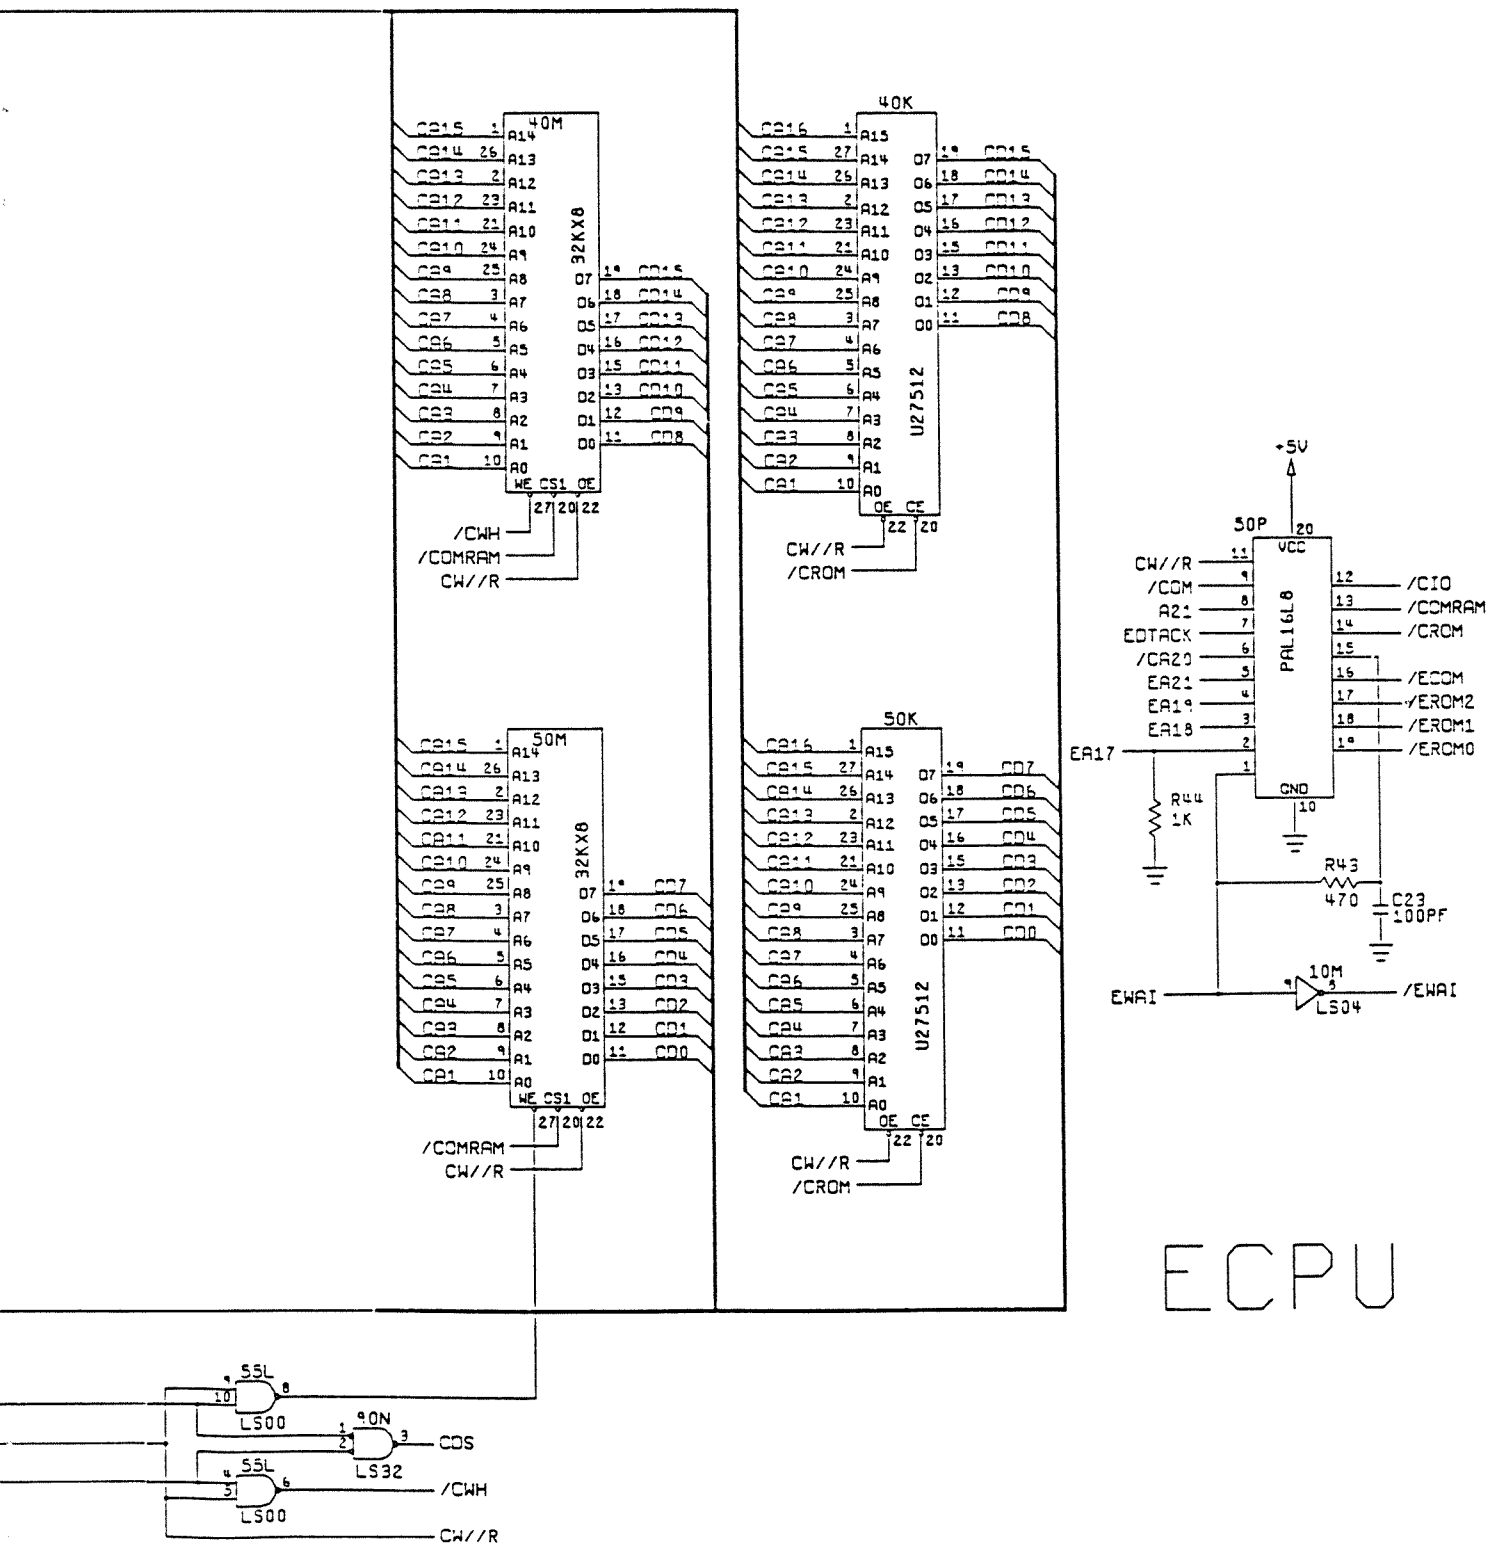 40M
CA15 1 A14
CA14 26 A13
CA13 2 A12
CA12 23 A11
CA11 21 A10
CA10 24 A9
CA9 25 A8
CA8 3 A7
CA7 4 A6
CA6 5 A5
CA5 6 A4
CA4 7 A3
CA3 8 A2
CA2 9 A1
CA1 10 A0
32KX8
D7 19 CD15
D6 18 CD14
D5 17 CD13
D4 16 CD12
D3 15 CD11
D2 13 CD10
D1 12 CD9
D0 11 CD8
WE CS1 OE
27 20 22
/CWH
/COMRAM
CW//R
40K
CA16 1 A15
CA15 27 A14
CA14 26 A13
CA13 2 A12
CA12 23 A11
CA11 21 A10
CA10 24 A9
CA9 25 A8
CA8 3 A7
CA7 4 A6
CA6 5 A5
CA5 6 A4
CA4 7 A3
CA3 8 A2
CA2 9 A1
CA1 10 A0
U27512
O7 19 CD15
O6 18 CD14
O5 17 CD13
O4 16 CD12
O3 15 CD11
O2 13 CD10
O1 12 CD9
O0 11 CD8
OE CE
22 20
CW//R
/CROM
50M
CA15 1 A14
CA14 26 A13
CA13 2 A12
CA12 23 A11
CA11 21 A10
CA10 24 A9
CA9 25 A8
CA8 3 A7
CA7 4 A6
CA6 5 A5
CA5 6 A4
CA4 7 A3
CA3 8 A2
CA2 9 A1
CA1 10 A0
32KX8
D7 19 CD7
D6 18 CD6
D5 17 CD5
D4 16 CD4
D3 15 CD3
D2 13 CD2
D1 12 CD1
D0 11 CD0
WE CS1 OE
27 20 22
/COMRAM
CW//R
50K
CA16 1 A15
CA15 27 A14
CA14 26 A13
CA13 2 A12
CA12 23 A11
CA11 21 A10
CA10 24 A9
CA9 25 A8
CA8 3 A7
CA7 4 A6
CA6 5 A5
CA5 6 A4
CA4 7 A3
CA3 8 A2
CA2 9 A1
CA1 10 A0
U27512
O7 19 CD7
O6 18 CD6
O5 17 CD5
O4 16 CD4
O3 15 CD3
O2 13 CD2
O1 12 CD1
O0 11 CD0
OE CE
22 20
CW//R
/CROM
+5V
50P 20
VCC
CW//R 11
/COM 9
A21 8
EDTACK 7
/CA20 6
EA21 5
EA19 4
EA18 3
EA17 2
1
PAL16L8
12 /CIO
13 /COMRAM
14 /CROM
15
16 /ECOM
17 /EROM2
18 /EROM1
19 /EROM0
GND
10
R44
1K
R43
470
C23
100PF
EWAI 9 10M 8 /EWAI
LS04
ECPU
55L
9
10 8
LS00
90N
1
2 3 CDS
LS32
55L
4
5 6 /CWH
LS00
CW//R